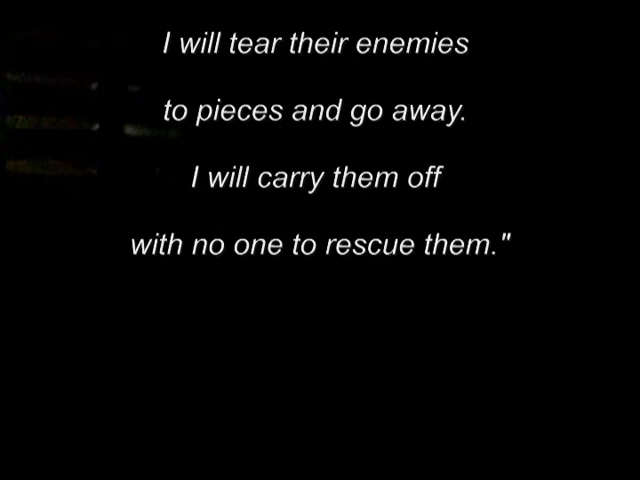 I will tear their enemies
to pieces and go away.
I will carry them off
with no one to rescue them."